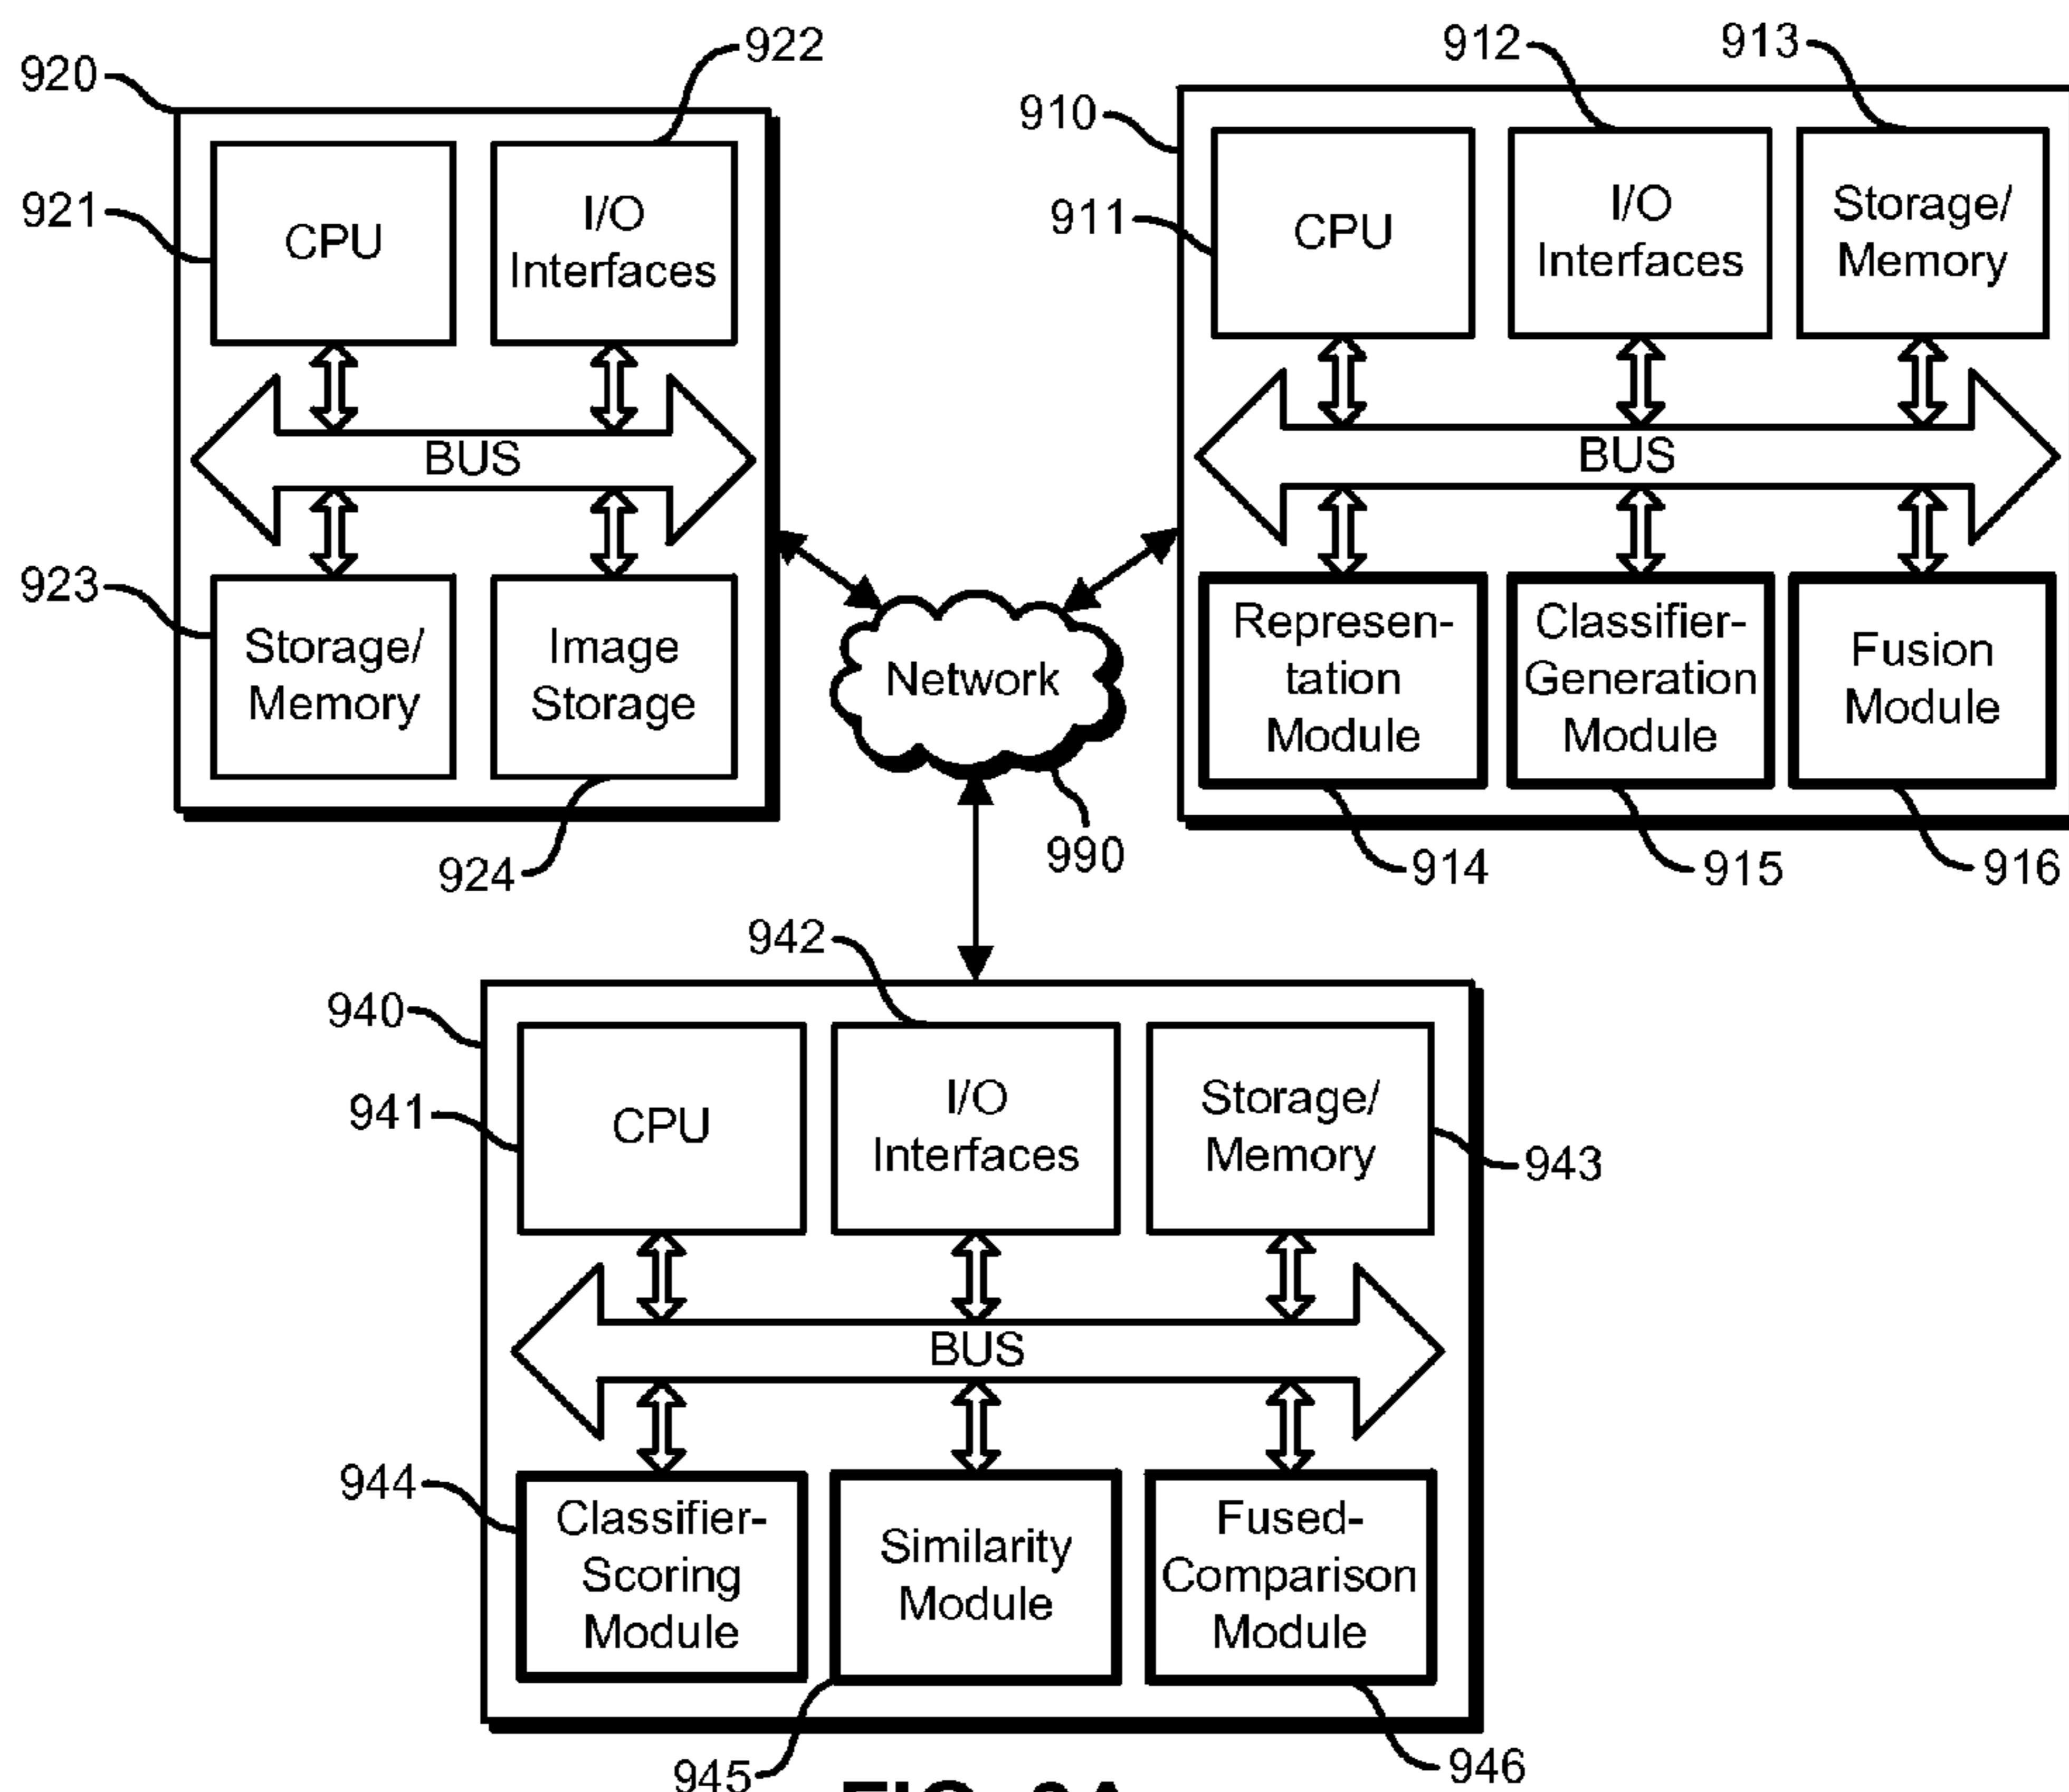 920
922
921
CPU
I/O
Interfaces
BUS
923
Storage/
Memory
Image
Storage
924
912
913
910
911
CPU
I/O
Interfaces
Storage/
Memory
BUS
Represen-
tation
Module
Classifier-
Generation
Module
Fusion
Module
914
915
916
Network
990
942
940
941
CPU
I/O
Interfaces
Storage/
Memory
943
BUS
944
Classifier-
Scoring
Module
Similarity
Module
Fused-
Comparison
Module
945
946